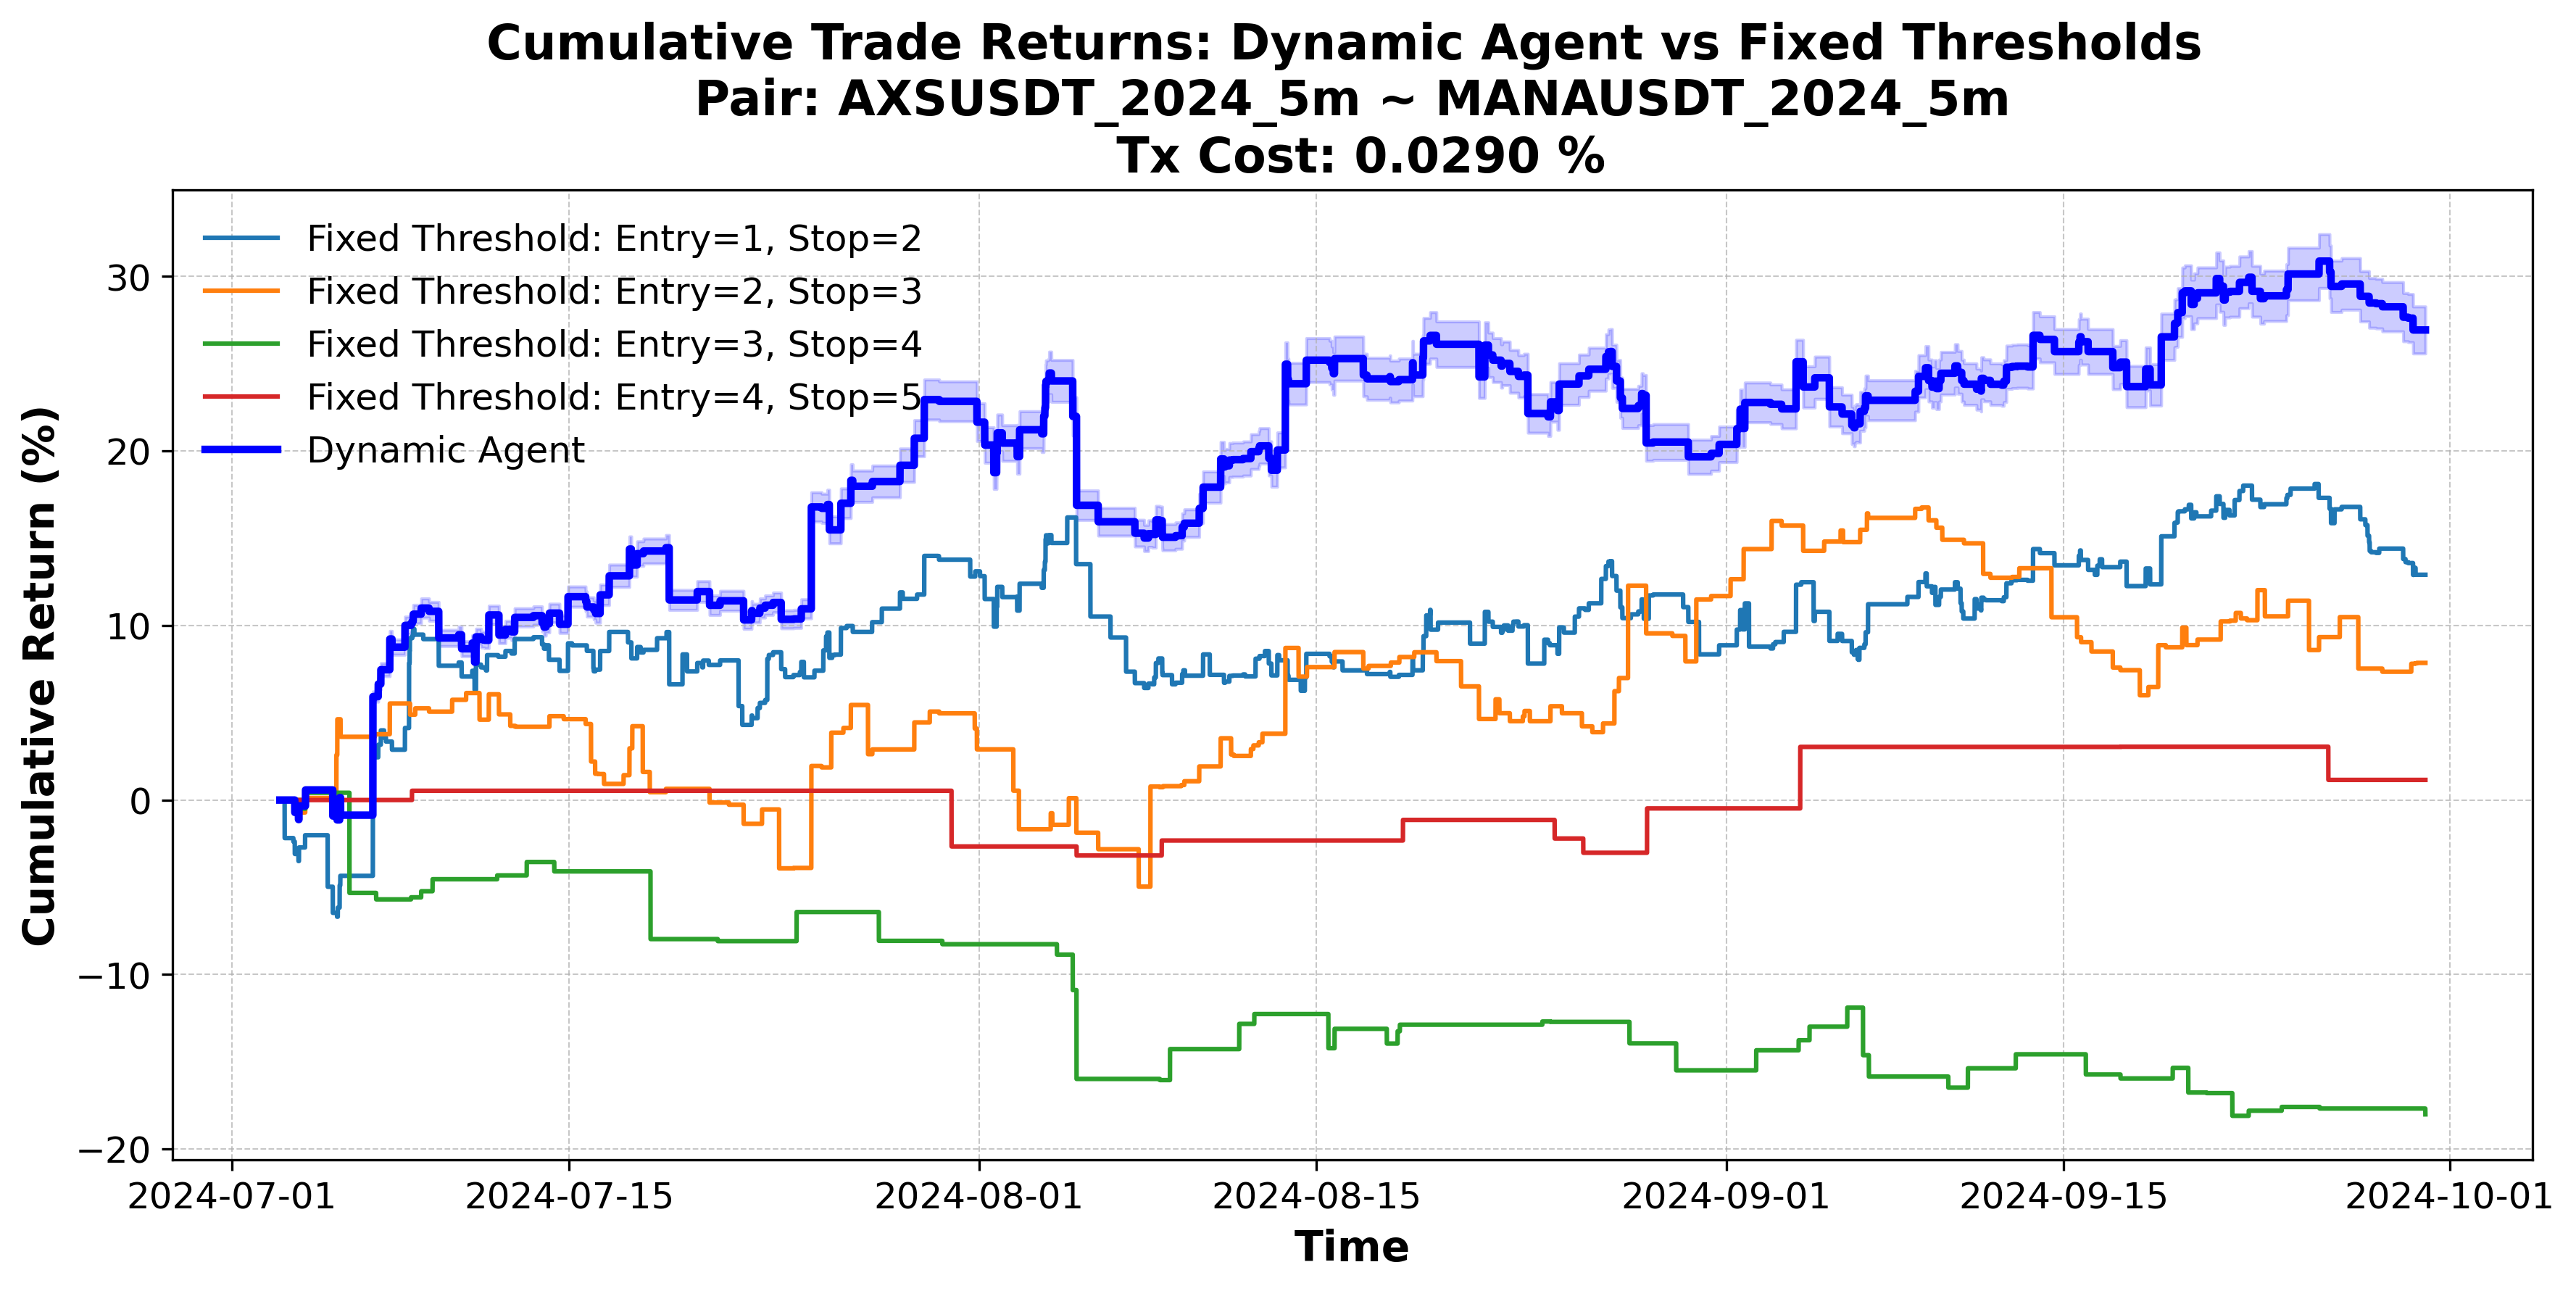 Cumulative Trade Returns: Dynamic Agent vs Fixed Thresholds
Pair: AXSUSDT_2024_5m ~ MANAUSDT_2024_5m
Tx Cost: 0.0290 %
Fixed Threshold: Entry=1, Stop=2
Fixed Threshold: Entry=2, Stop=3
Fixed Threshold: Entry=3, Stop=4
Fixed Threshold: Entry=4, Stop=5
Dynamic Agent
Cumulative Return (%)
30
20
10
0
−10
−20
2024-07-01 2024-07-15 2024-08-01 2024-08-15 2024-09-01 2024-09-15 2024-10-01
Time